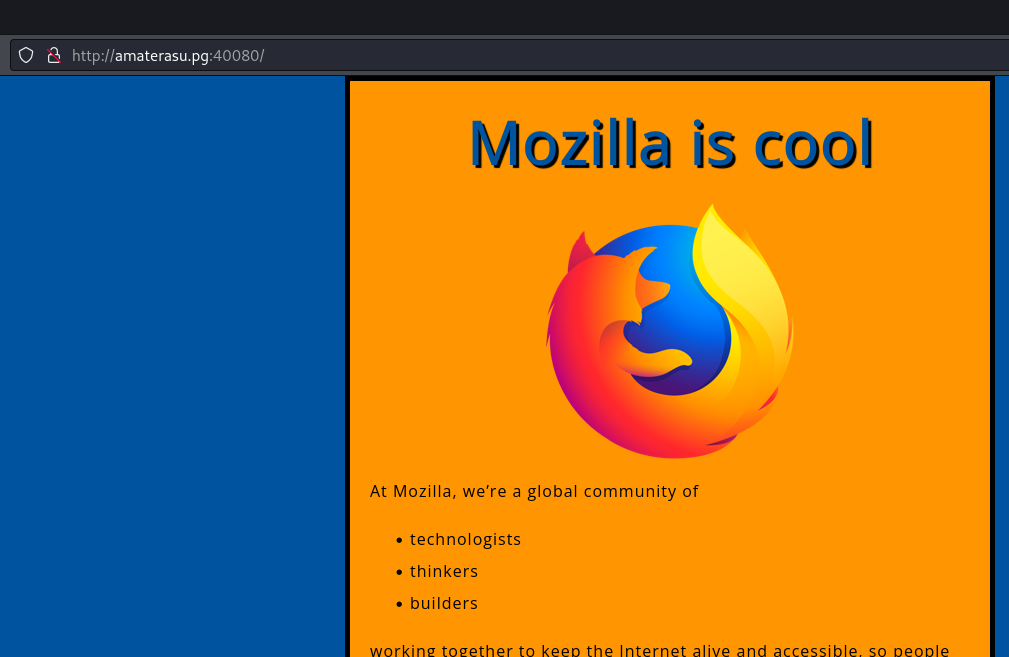 http://amaterasu.pg:40080/
Mozilla is cool
At Mozilla, we’re a global community of
• technologists
• thinkers
• builders
working together to keep the Internet alive and accessible, so people